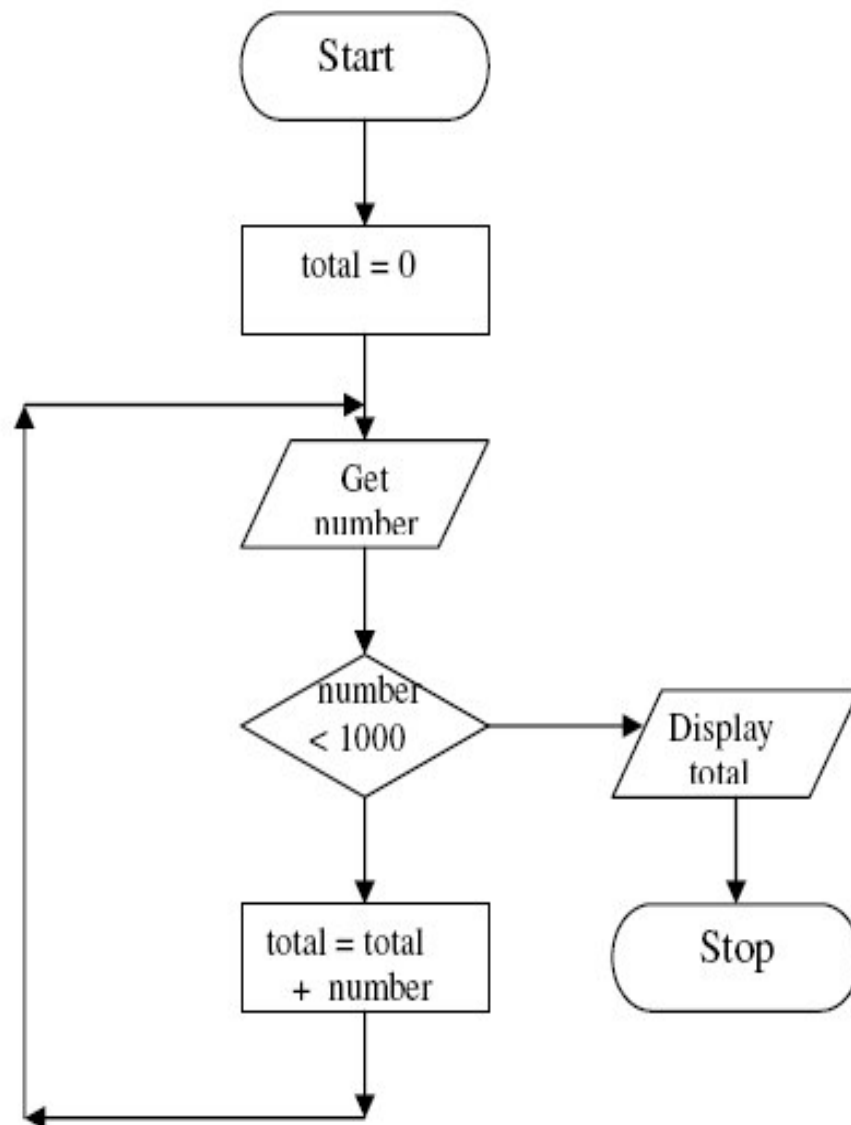 Start
total = 0
Get
number
number
< 1000
Display
total
total = total
+ number
Stop